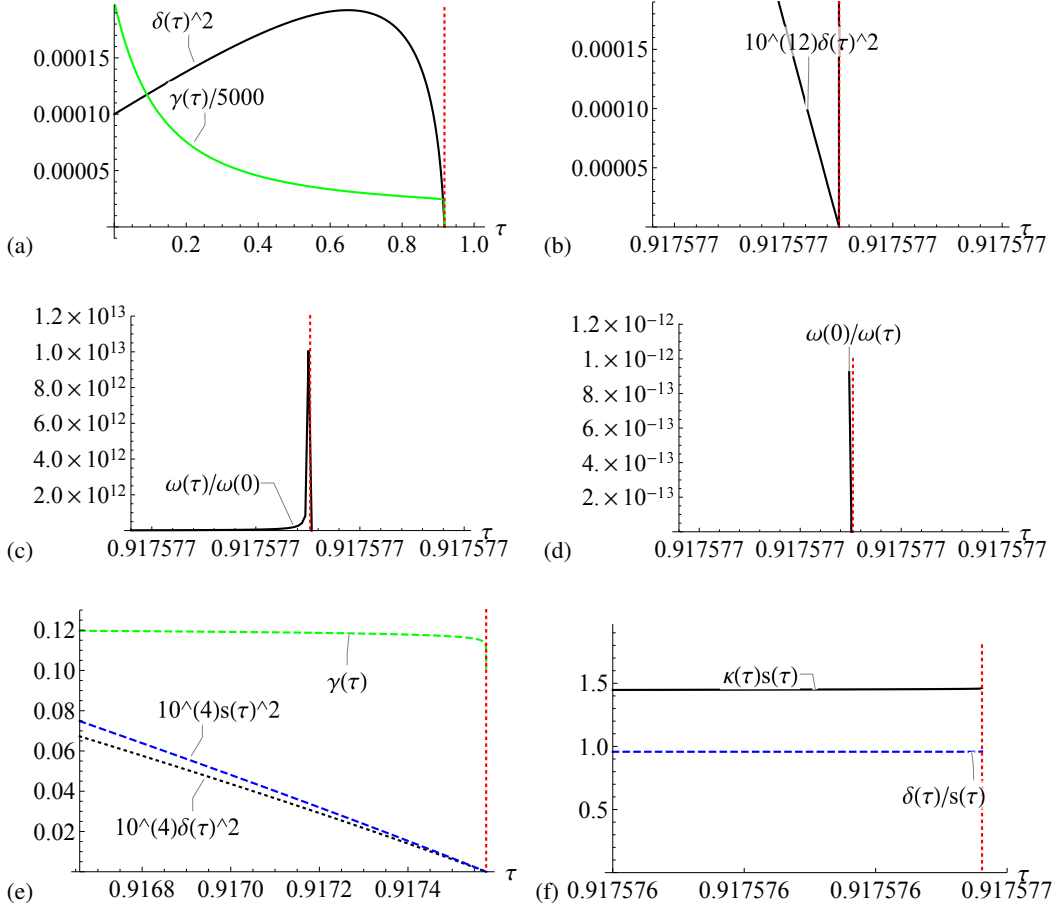 δ(τ)^2
0.00015
γ(τ)/5000
0.00010
0.00005
0.2 0.4 0.6 0.8 1.0 τ
(a)
10^(12)δ(τ)^2
0.00015
0.00010
0.00005
0.917577 0.917577 0.917577 0.917577 τ
(b)
1.2 × 10^13
1.0 × 10^13
8.0 × 10^12
6.0 × 10^12
4.0 × 10^12
2.0 × 10^12
ω(τ)/ω(0)
0.917577 0.917577 0.917577 0.917577 τ
(c)
ω(0)/ω(τ)
1.2 × 10^-12
1. × 10^-12
8. × 10^-13
6. × 10^-13
4. × 10^-13
2. × 10^-13
0.917577 0.917577 0.917577 0.917577 τ
(d)
0.12
0.10
0.08
0.06
0.04
0.02
γ(τ)
10^(4)s(τ)^2
10^(4)δ(τ)^2
0.9168 0.9170 0.9172 0.9174 τ
(e)
κ(τ)s(τ)
1.5
1.0
0.5
δ(τ)/s(τ)
0.917576 0.917576 0.917576 0.917577 τ
(f)